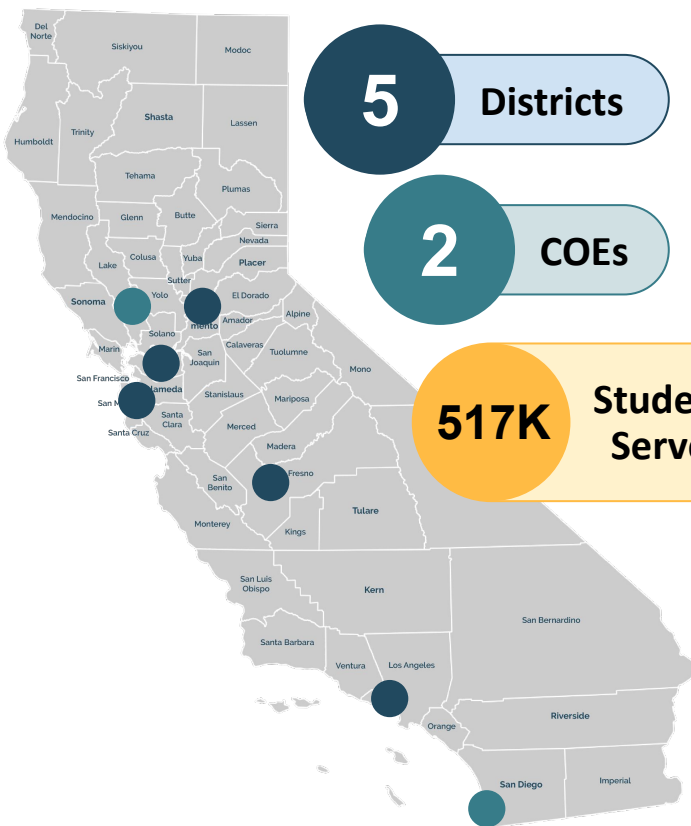 Del
Norte
Siskiyou
Modoc
5
Districts
Humboldt
Trinity
Shasta
Lassen
Tehama
Plumas
2
COEs
Mendocino
Glenn
Butte
Sierra
Nevada
Lake
Colusa
Yuba
Placer
Sutter
Sonoma
Yolo
El Dorado
mento
Amador
Alpine
Solano
Marin
San
Joaquin
Calaveras
Tuolumne
Mono
San Francisco
lameda
517K
Stude
Serve
San M
Santa
Clara
Stanislaus
Mariposa
Santa Cruz
Merced
Madera
San
Benito
Fresno
Monterey
Kings
Tulare
San Luis
Obispo
Kern
San Bernardino
Santa Barbara
Ventura
Los Angeles
Orange
Riverside
San Diego
Imperial